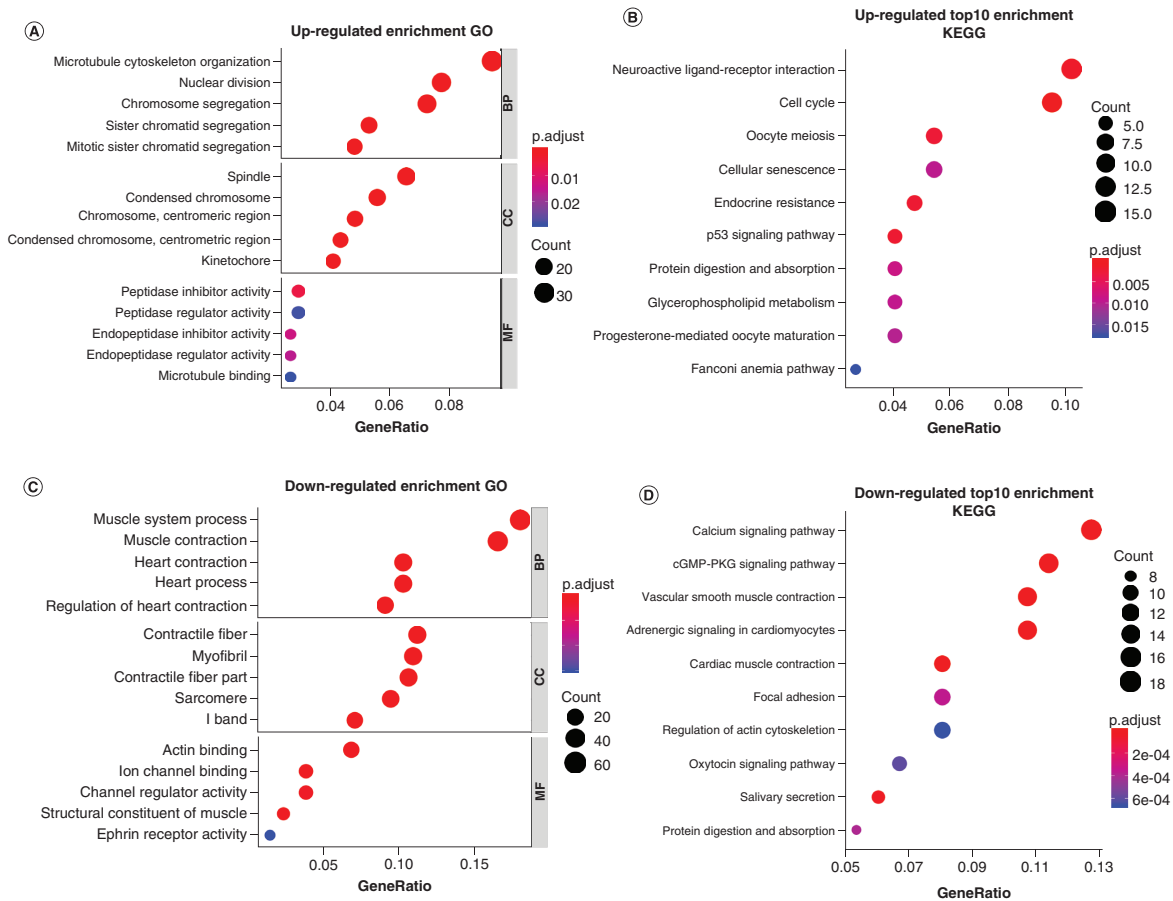 A
Up-regulated enrichment GO
Microtubule cytoskeleton organization
Nuclear division
Chromosome segregation
Sister chromatid segregation
Mitotic sister chromatid segregation
BP
Spindle
Condensed chromosome
Chromosome, centromeric region
Condensed chromosome, centrometric region
Kinetochore
CC
Peptidase inhibitor activity
Peptidase regulator activity
Endopeptidase inhibitor activity
Endopeptidase regulator activity
Microtubule binding
MF
0.04 0.06 0.08
GeneRatio
p.adjust
0.01
0.02
Count
20
30
B
Up-regulated top10 enrichment
KEGG
Neuroactive ligand-receptor interaction
Cell cycle
Oocyte meiosis
Cellular senescence
Endocrine resistance
p53 signaling pathway
Protein digestion and absorption
Glycerophospholipid metabolism
Progesterone-mediated oocyte maturation
Fanconi anemia pathway
0.04 0.06 0.08 0.10
GeneRatio
Count
5.0
7.5
10.0
12.5
15.0
p.adjust
0.005
0.010
0.015
C
Down-regulated enrichment GO
Muscle system process
Muscle contraction
Heart contraction
Heart process
Regulation of heart contraction
BP
Contractile fiber
Myofibril
Contractile fiber part
Sarcomere
I band
CC
Actin binding
Ion channel binding
Channel regulator activity
Structural constituent of muscle
Ephrin receptor activity
MF
0.05 0.10 0.15
GeneRatio
p.adjust
Count
20
40
60
D
Down-regulated top10 enrichment
KEGG
Calcium signaling pathway
cGMP-PKG signaling pathway
Vascular smooth muscle contraction
Adrenergic signaling in cardiomyocytes
Cardiac muscle contraction
Focal adhesion
Regulation of actin cytoskeleton
Oxytocin signaling pathway
Salivary secretion
Protein digestion and absorption
0.05 0.07 0.09 0.11 0.13
GeneRatio
Count
8
10
12
14
16
18
p.adjust
2e-04
4e-04
6e-04